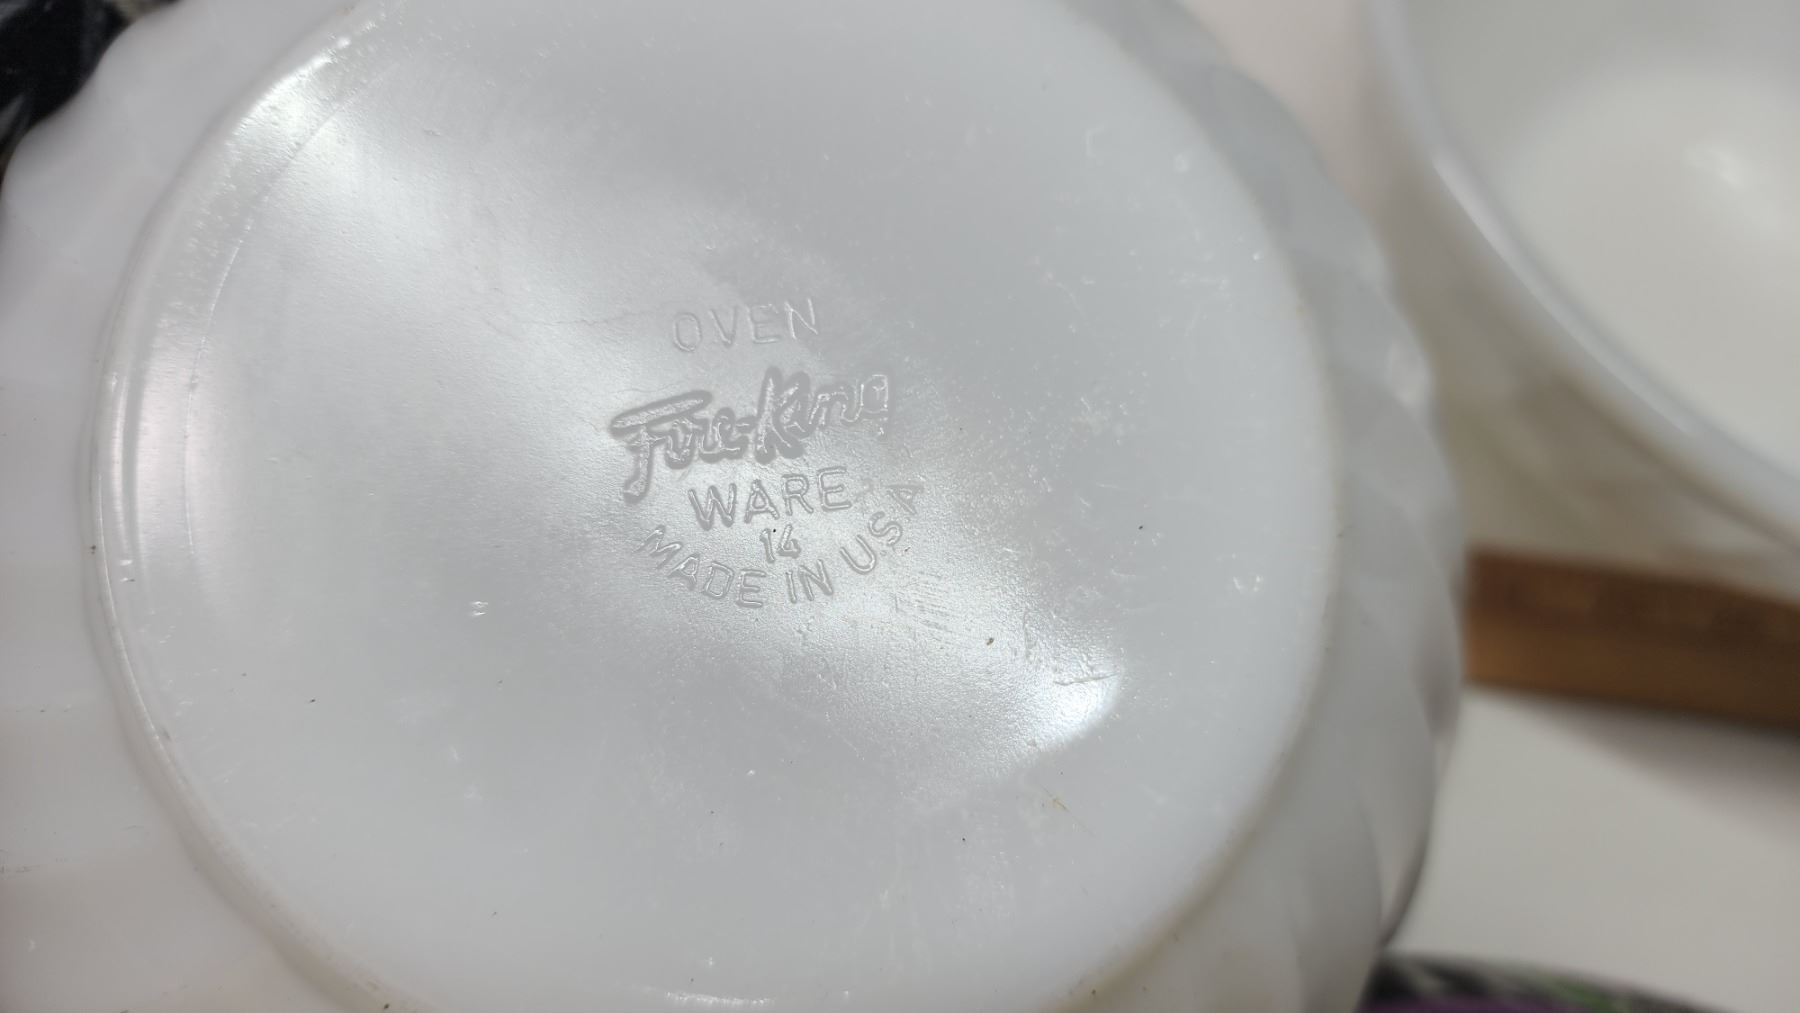 OVEN
Fire-King
WARE
14
MADE IN USA